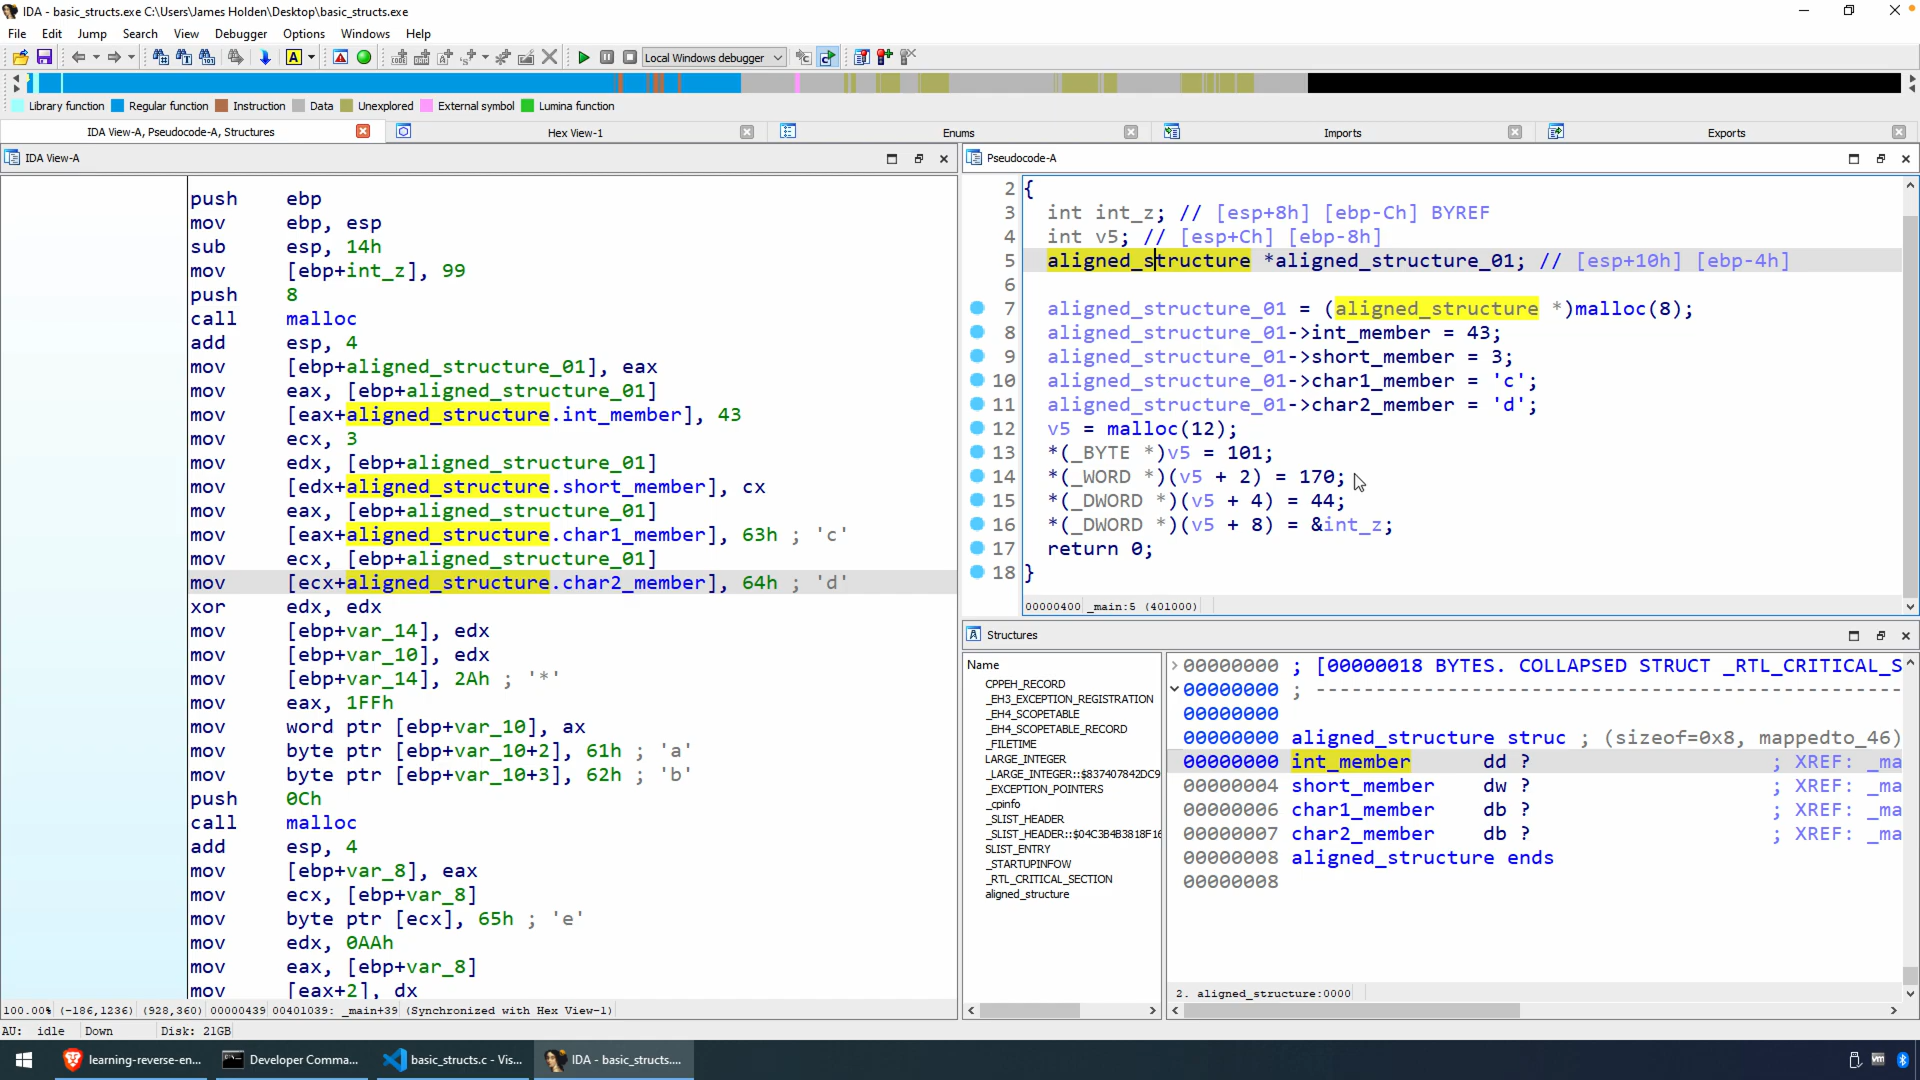 IDA - basic_structs.exe C:\Users\James Holden\Desktop\basic_structs.exe
File Edit Jump Search View Debugger Options Windows Help
Local Windows debugger
Library function Regular function Instruction Data Unexplored External symbol Lumina function
IDA View-A, Pseudocode-A, Structures Hex View-1 Enums Imports Exports
IDA View-A
push ebp
mov ebp, esp
sub esp, 14h
mov [ebp+int_z], 99
push 8
call malloc
add esp, 4
mov [ebp+aligned_structure_01], eax
mov eax, [ebp+aligned_structure_01]
mov [eax+aligned_structure.int_member], 43
mov ecx, 3
mov edx, [ebp+aligned_structure_01]
mov [edx+aligned_structure.short_member], cx
mov eax, [ebp+aligned_structure_01]
mov [eax+aligned_structure.char1_member], 63h ; 'c'
mov ecx, [ebp+aligned_structure_01]
mov [ecx+aligned_structure.char2_member], 64h ; 'd'
xor edx, edx
mov [ebp+var_14], edx
mov [ebp+var_10], edx
mov [ebp+var_14], 2Ah ; '*'
mov eax, 1FFh
mov word ptr [ebp+var_10], ax
mov byte ptr [ebp+var_10+2], 61h ; 'a'
mov byte ptr [ebp+var_10+3], 62h ; 'b'
push 0Ch
call malloc
add esp, 4
mov [ebp+var_8], eax
mov ecx, [ebp+var_8]
mov byte ptr [ecx], 65h ; 'e'
mov edx, 0AAh
mov eax, [ebp+var_8]
mov [eax+2], dx
100.00% (-186,1236) (928,360) 00000439 00401039: _main+39 (Synchronized with Hex View-1)
Pseudocode-A
2 {
3 int int_z; // [esp+8h] [ebp-Ch] BYREF
4 int v5; // [esp+Ch] [ebp-8h]
5 aligned_structure *aligned_structure_01; // [esp+10h] [ebp-4h]
6
7 aligned_structure_01 = (aligned_structure *)malloc(8);
8 aligned_structure_01->int_member = 43;
9 aligned_structure_01->short_member = 3;
10 aligned_structure_01->char1_member = 'c';
11 aligned_structure_01->char2_member = 'd';
12 v5 = malloc(12);
13 *(_BYTE *)v5 = 101;
14 *(_WORD *)(v5 + 2) = 170;
15 *(_DWORD *)(v5 + 4) = 44;
16 *(_DWORD *)(v5 + 8) = &int_z;
17 return 0;
18 }
00000400 _main:5 (401000)
Structures
Name
CPPEH_RECORD
_EH3_EXCEPTION_REGISTRATION
_EH4_SCOPETABLE
_EH4_SCOPETABLE_RECORD
_FILETIME
LARGE_INTEGER
_LARGE_INTEGER::$837407842DC9
_EXCEPTION_POINTERS
_cpinfo
_SLIST_HEADER
_SLIST_HEADER::$04C3B4B3818F16
SLIST_ENTRY
_STARTUPINFOW
_RTL_CRITICAL_SECTION
aligned_structure
00000000 ; [00000018 BYTES. COLLAPSED STRUCT _RTL_CRITICAL_S
00000000 ; ---------------------------------------------------
00000000
00000000 aligned_structure struc ; (sizeof=0x8, mappedto_46)
00000000 int_member dd ? ; XREF: _ma
00000004 short_member dw ? ; XREF: _ma
00000006 char1_member db ? ; XREF: _ma
00000007 char2_member db ? ; XREF: _ma
00000008 aligned_structure ends
00000008
2. aligned_structure:0000
AU: idle Down Disk: 21GB
learning-reverse-en... Developer Comma... basic_structs.c - Vis... IDA - basic_structs....